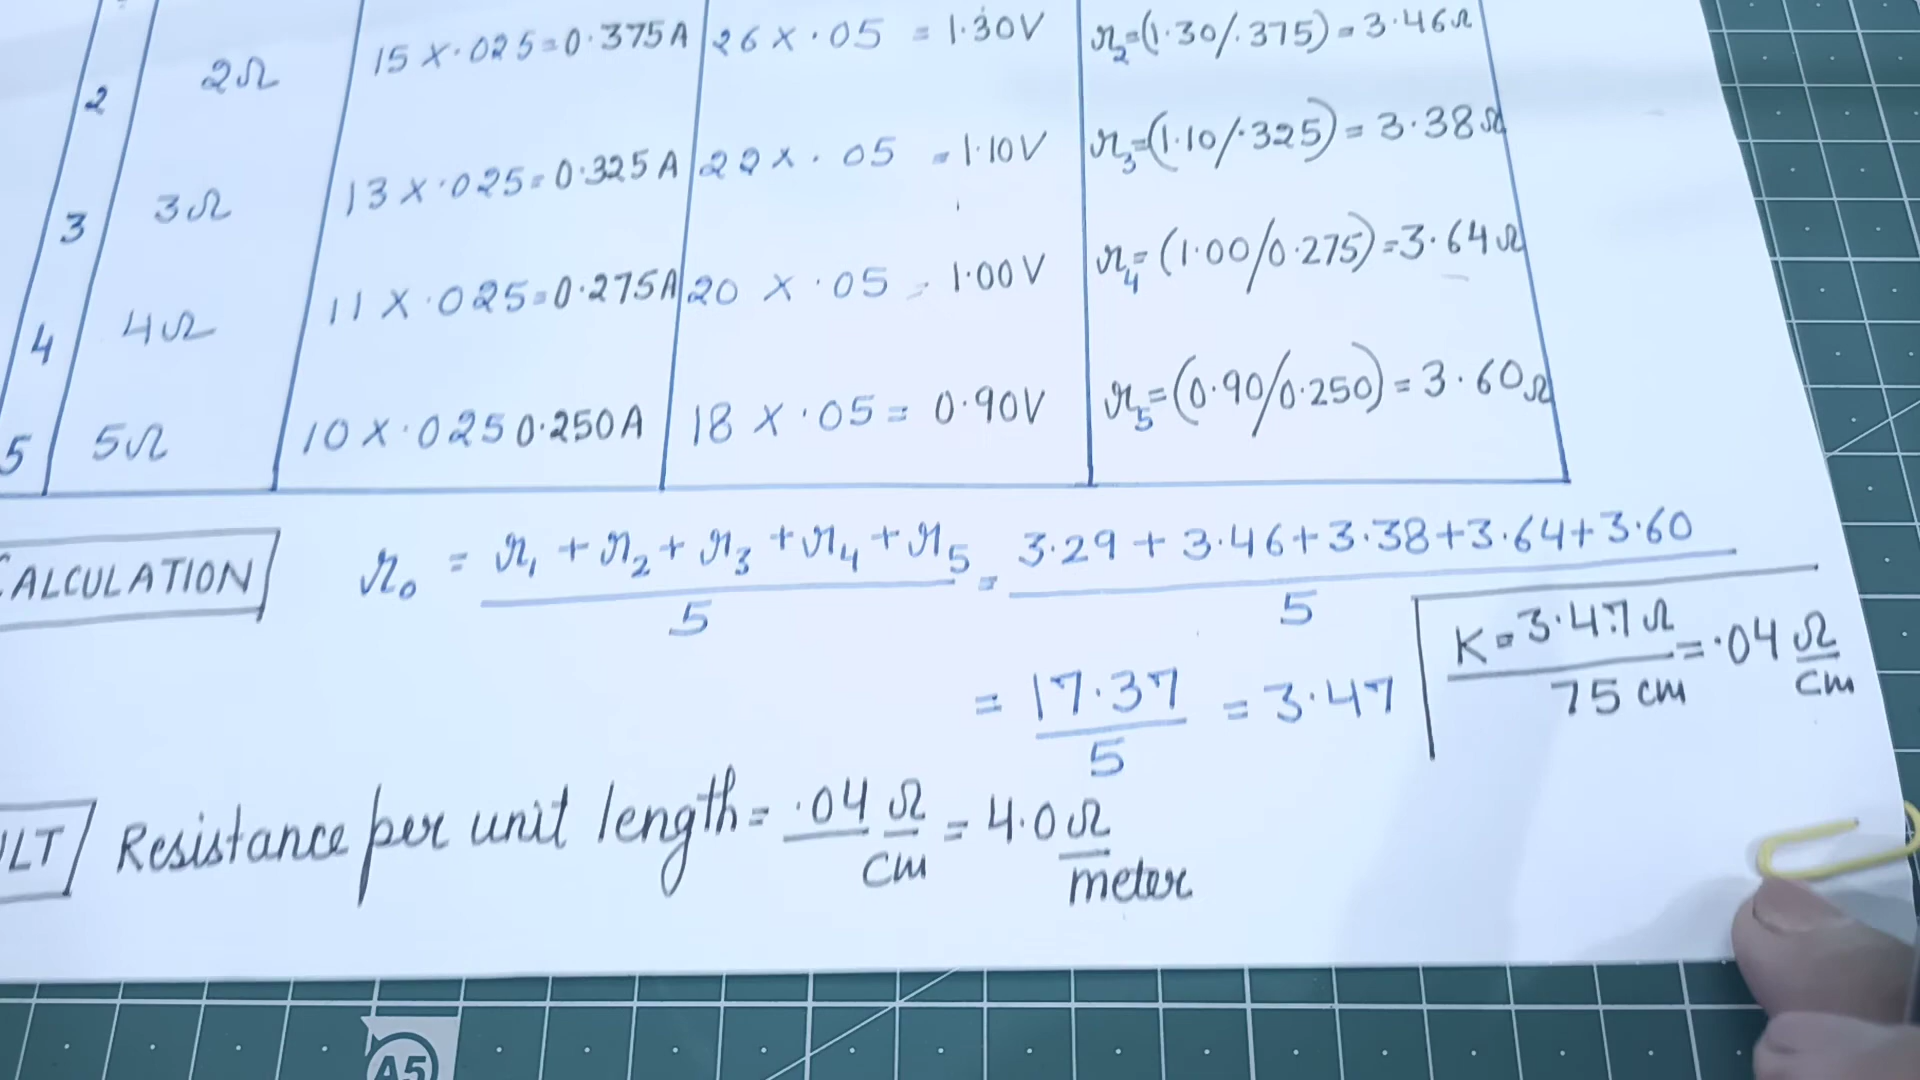 2 2Ω 15 x .025 = 0.375A 26 x .05 = 1.30V r₂=(1.30/.375) = 3.46Ω
3 3Ω 13 x .025 = 0.325A 22 x .05 = 1.10V r₃=(1.10/.325) = 3.38Ω
4 4Ω 11 x .025 = 0.275A 20 x .05 = 1.00V r₄=(1.00/0.275) = 3.64Ω
5 5Ω 10 x .025 0.250A 18 x .05 = 0.90V r₅=(0.90/0.250) = 3.60Ω
CALCULATION r₀ = r₁ + r₂ + r₃ + r₄ + r₅ / 5 = 3.29 + 3.46 + 3.38 + 3.64 + 3.60 / 5
= 17.37 / 5 = 3.47
K = 3.47Ω / 75 cm = .04 Ω/cm
ULT Resistance per unit length = .04 Ω/cm = 4.0 Ω/meter
A5